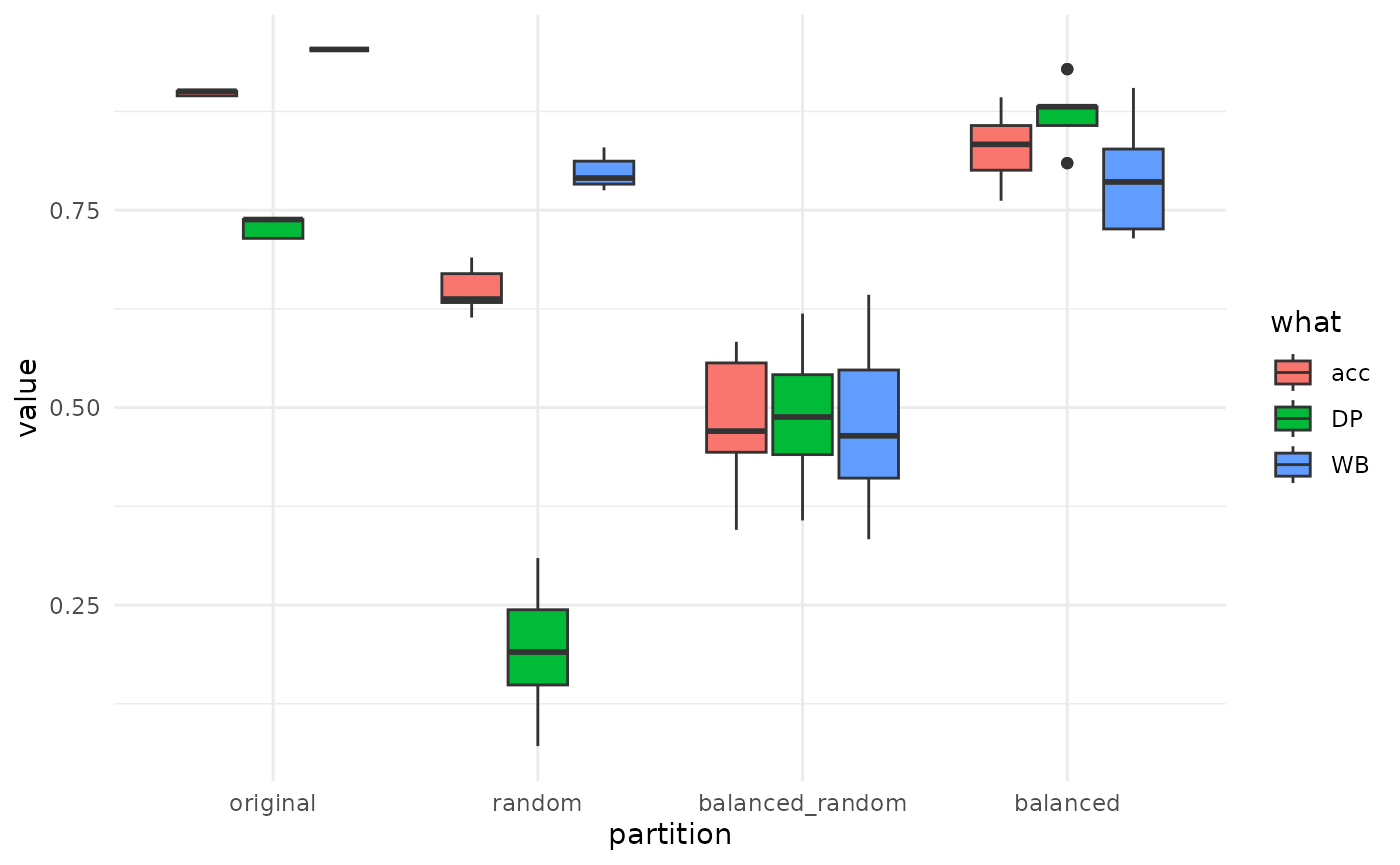 value
0.75
0.50
0.25
original
random
balanced_random
balanced
partition
what
acc
DP
WB